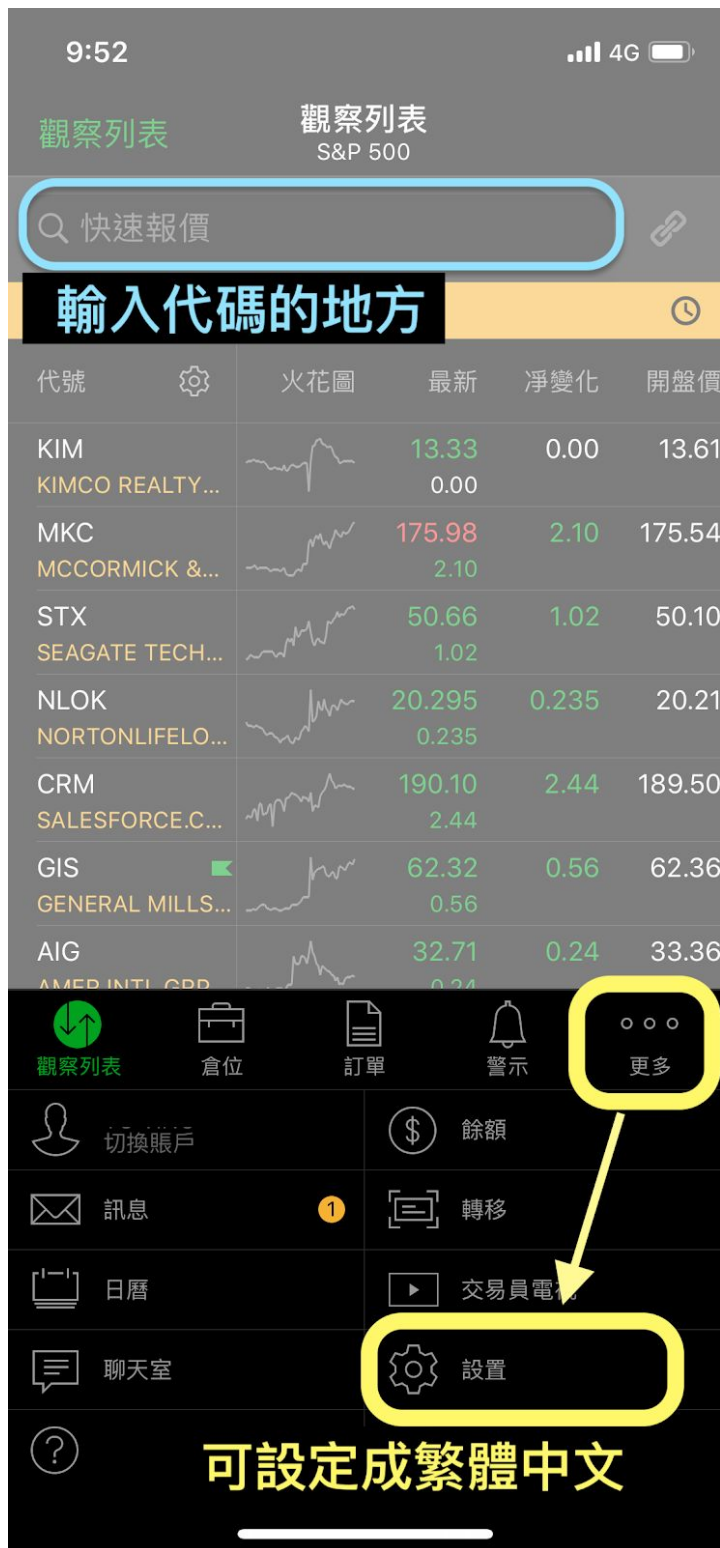 9:52
4G
觀察列表
觀察列表
S&P 500
快速報價
輸入代碼的地方
代號 火花圖 最新 凈變化 開盤價
KIM 13.33 0.00 13.61
KIMCO REALTY... 0.00
MKC 175.98 2.10 175.54
MCCORMICK &... 2.10
STX 50.66 1.02 50.10
SEAGATE TECH... 1.02
NLOK 20.295 0.235 20.21
NORTONLIFELO... 0.235
CRM 190.10 2.44 189.50
SALESFORCE.C... 2.44
GIS 62.32 0.56 62.36
GENERAL MILLS... 0.56
AIG 32.71 0.24 33.36
AMER INTL GRP 0.24
觀察列表 倉位 訂單 警示 更多
切換賬戶 餘額
訊息 1 轉移
日曆 交易員電視
聊天室 設置
?
可設定成繁體中文